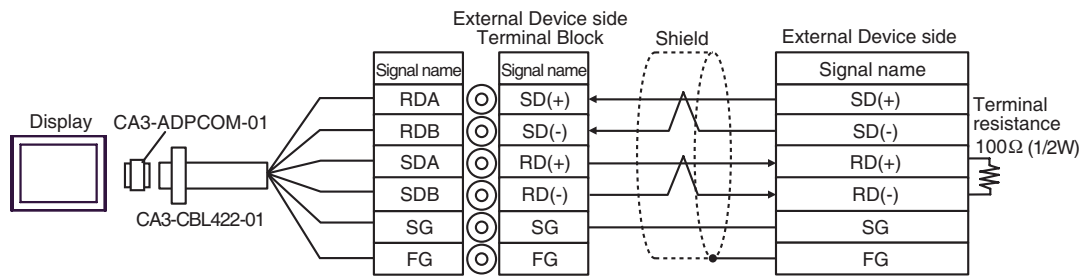 External Device side
Terminal Block
Shield
External Device side
Signal name
Signal name
Signal name
RDA
SD(+)
SD(+)
RDB
SD(-)
SD(-)
SDA
RD(+)
RD(+)
SDB
RD(-)
RD(-)
SG
SG
SG
FG
FG
FG
Display
CA3-ADPCOM-01
CA3-CBL422-01
Terminal
resistance
100Ω (1/2W)